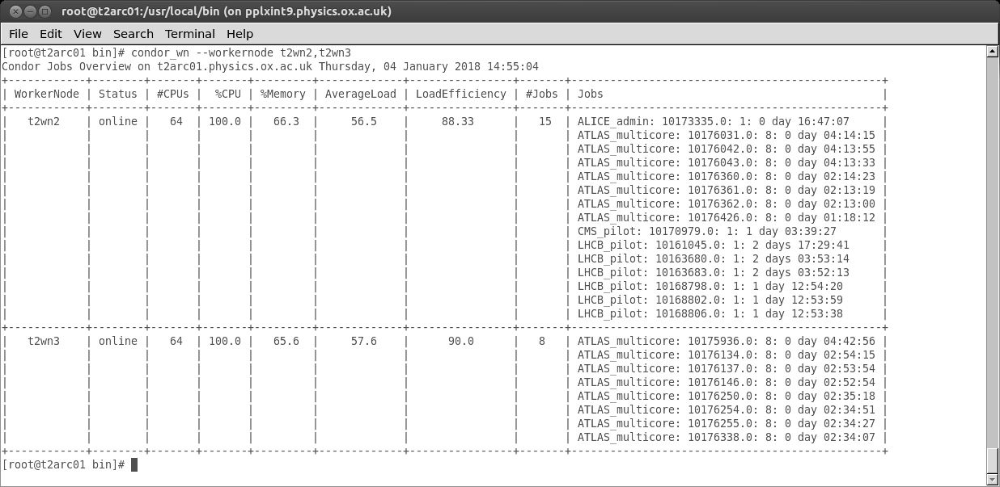 root@t2arc01:/usr/local/bin (on pplxint9.physics.ox.ac.uk)
File Edit View Search Terminal Help
[root@t2arc01 bin]# condor_wn --workernode t2wn2,t2wn3
Condor Jobs Overview on t2arc01.physics.ox.ac.uk Thursday, 04 January 2018 14:55:04
| WorkerNode | Status | #CPUs | %CPU | %Memory | AverageLoad | LoadEfficiency | #Jobs | Jobs |
| t2wn2 | online | 64 | 100.0 | 66.3 | 56.5 | 88.33 | 15 | ALICE_admin: 10173335.0: 1: 0 day 16:47:07 |
ATLAS_multicore: 10176031.0: 8: 0 day 04:14:15
ATLAS_multicore: 10176042.0: 8: 0 day 04:13:55
ATLAS_multicore: 10176043.0: 8: 0 day 04:13:33
ATLAS_multicore: 10176360.0: 8: 0 day 02:14:23
ATLAS_multicore: 10176361.0: 8: 0 day 02:13:19
ATLAS_multicore: 10176362.0: 8: 0 day 02:13:00
ATLAS_multicore: 10176426.0: 8: 0 day 01:18:12
CMS_pilot: 10170979.0: 1: 1 day 03:39:27
LHCB_pilot: 10161045.0: 1: 2 days 17:29:41
LHCB_pilot: 10163680.0: 1: 2 days 03:53:14
LHCB_pilot: 10163683.0: 1: 2 days 03:52:13
LHCB_pilot: 10168798.0: 1: 1 day 12:54:20
LHCB_pilot: 10168802.0: 1: 1 day 12:53:59
LHCB_pilot: 10168806.0: 1: 1 day 12:53:38
| t2wn3 | online | 64 | 100.0 | 65.6 | 57.6 | 90.0 | 8 | ATLAS_multicore: 10175936.0: 8: 0 day 04:42:56 |
ATLAS_multicore: 10176134.0: 8: 0 day 02:54:15
ATLAS_multicore: 10176137.0: 8: 0 day 02:53:54
ATLAS_multicore: 10176146.0: 8: 0 day 02:52:54
ATLAS_multicore: 10176250.0: 8: 0 day 02:35:18
ATLAS_multicore: 10176254.0: 8: 0 day 02:34:51
ATLAS_multicore: 10176255.0: 8: 0 day 02:34:27
ATLAS_multicore: 10176338.0: 8: 0 day 02:34:07
[root@t2arc01 bin]#